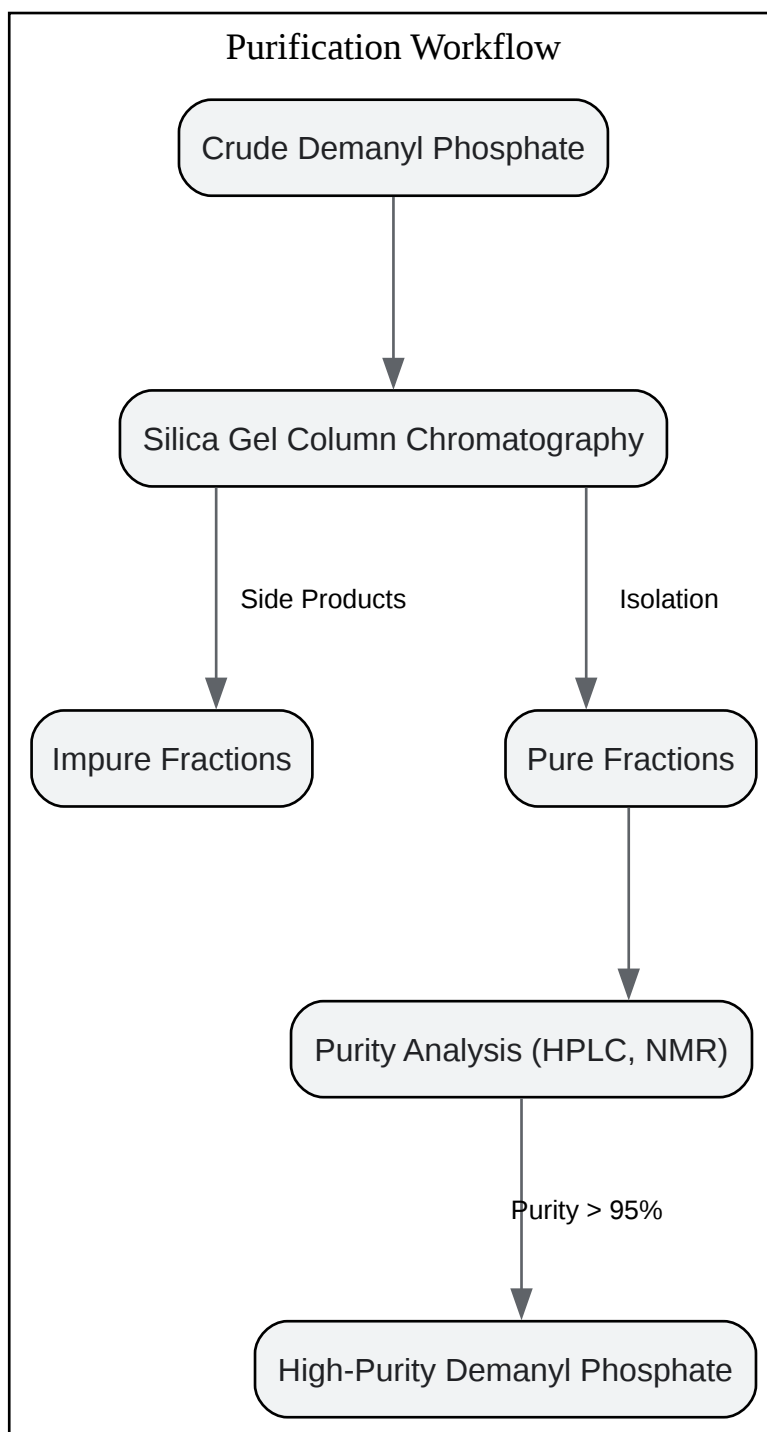 Purification Workflow
Crude Demanyl Phosphate
Silica Gel Column Chromatography
Side Products
Isolation
Impure Fractions
Pure Fractions
Purity Analysis (HPLC, NMR)
Purity > 95%
High-Purity Demanyl Phosphate